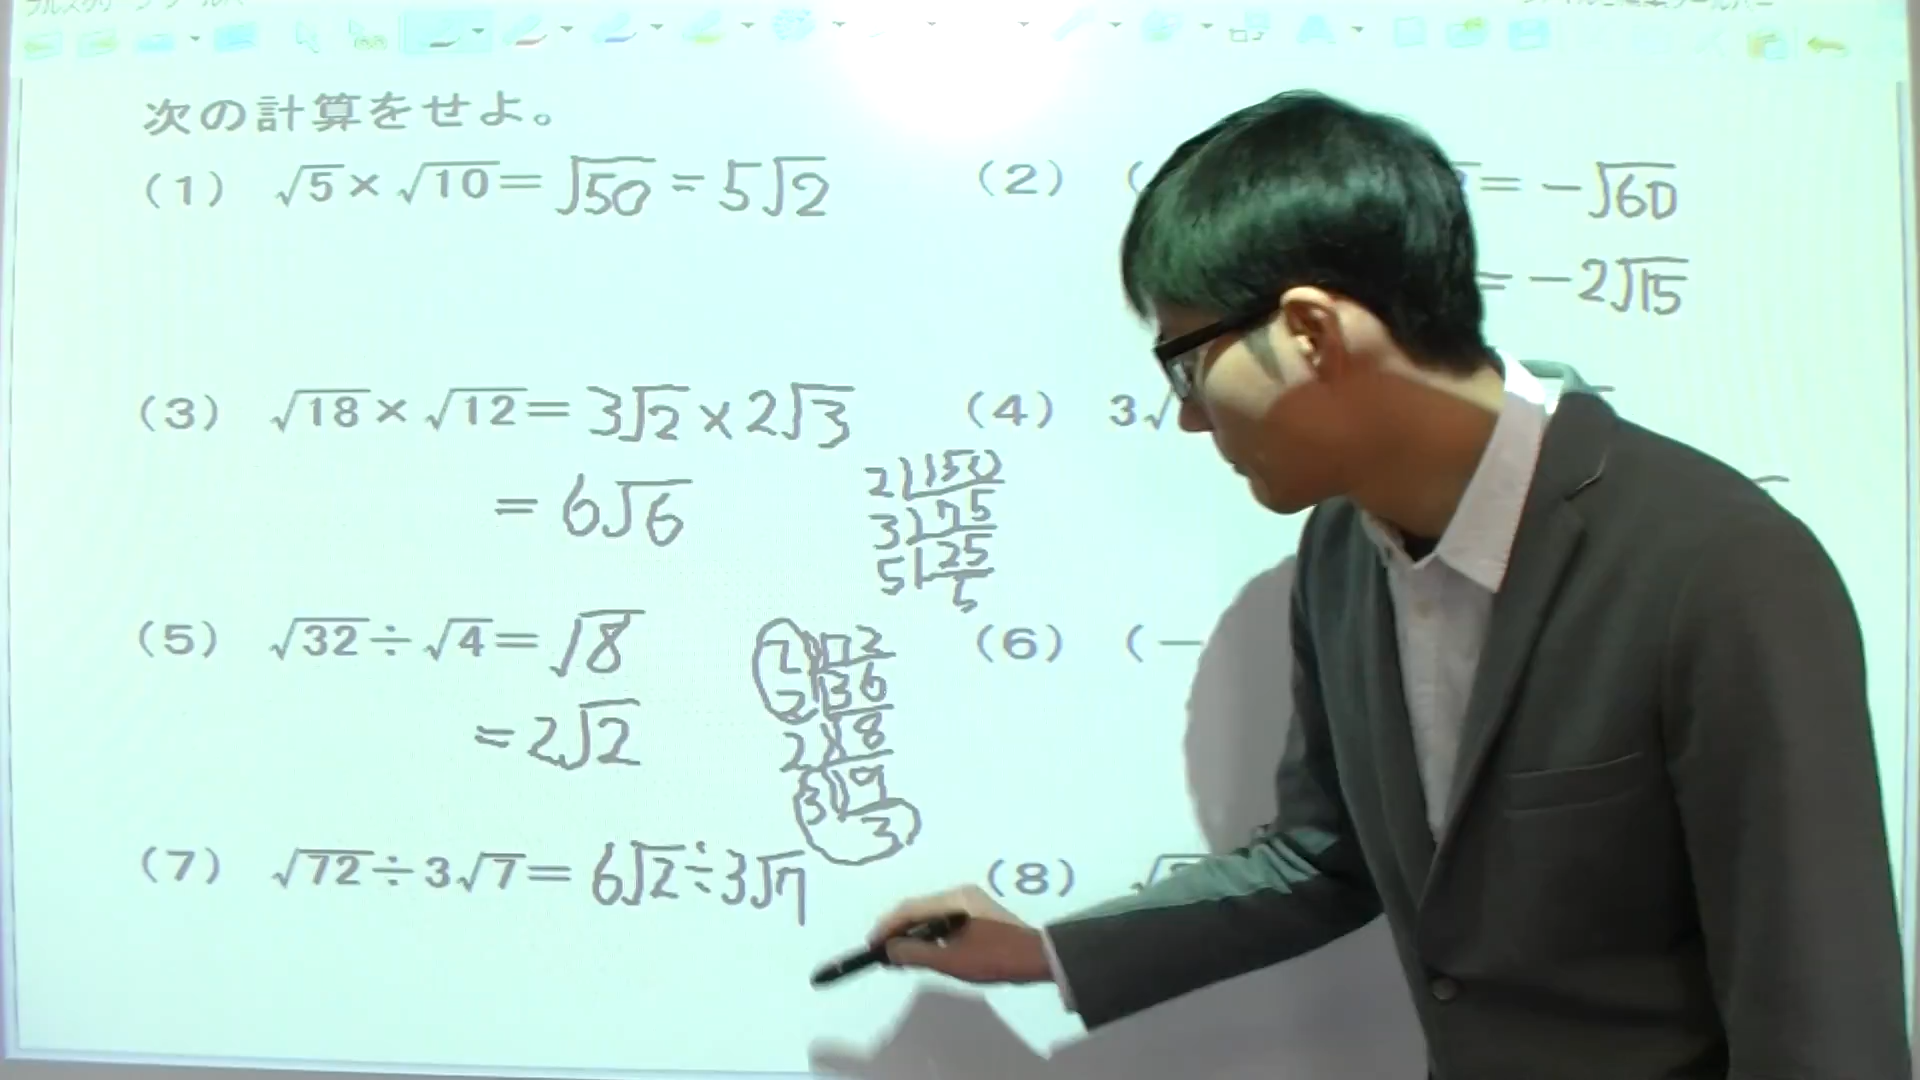 次の計算をせよ。
(1) √5 × √10 = √50 = 5√2
(2) ( = -√60
= -2√15
(3) √18 × √12 = 3√2 × 2√3
= 6√6
(4) 3√
2)150
3)75
5)25
5
(5) √32 ÷ √4 = √8
= 2√2
(6) (-
2)72
2)36
2)18
3)9
3
(7) √72 ÷ 3√7 = 6√2 ÷ 3√7
(8) √